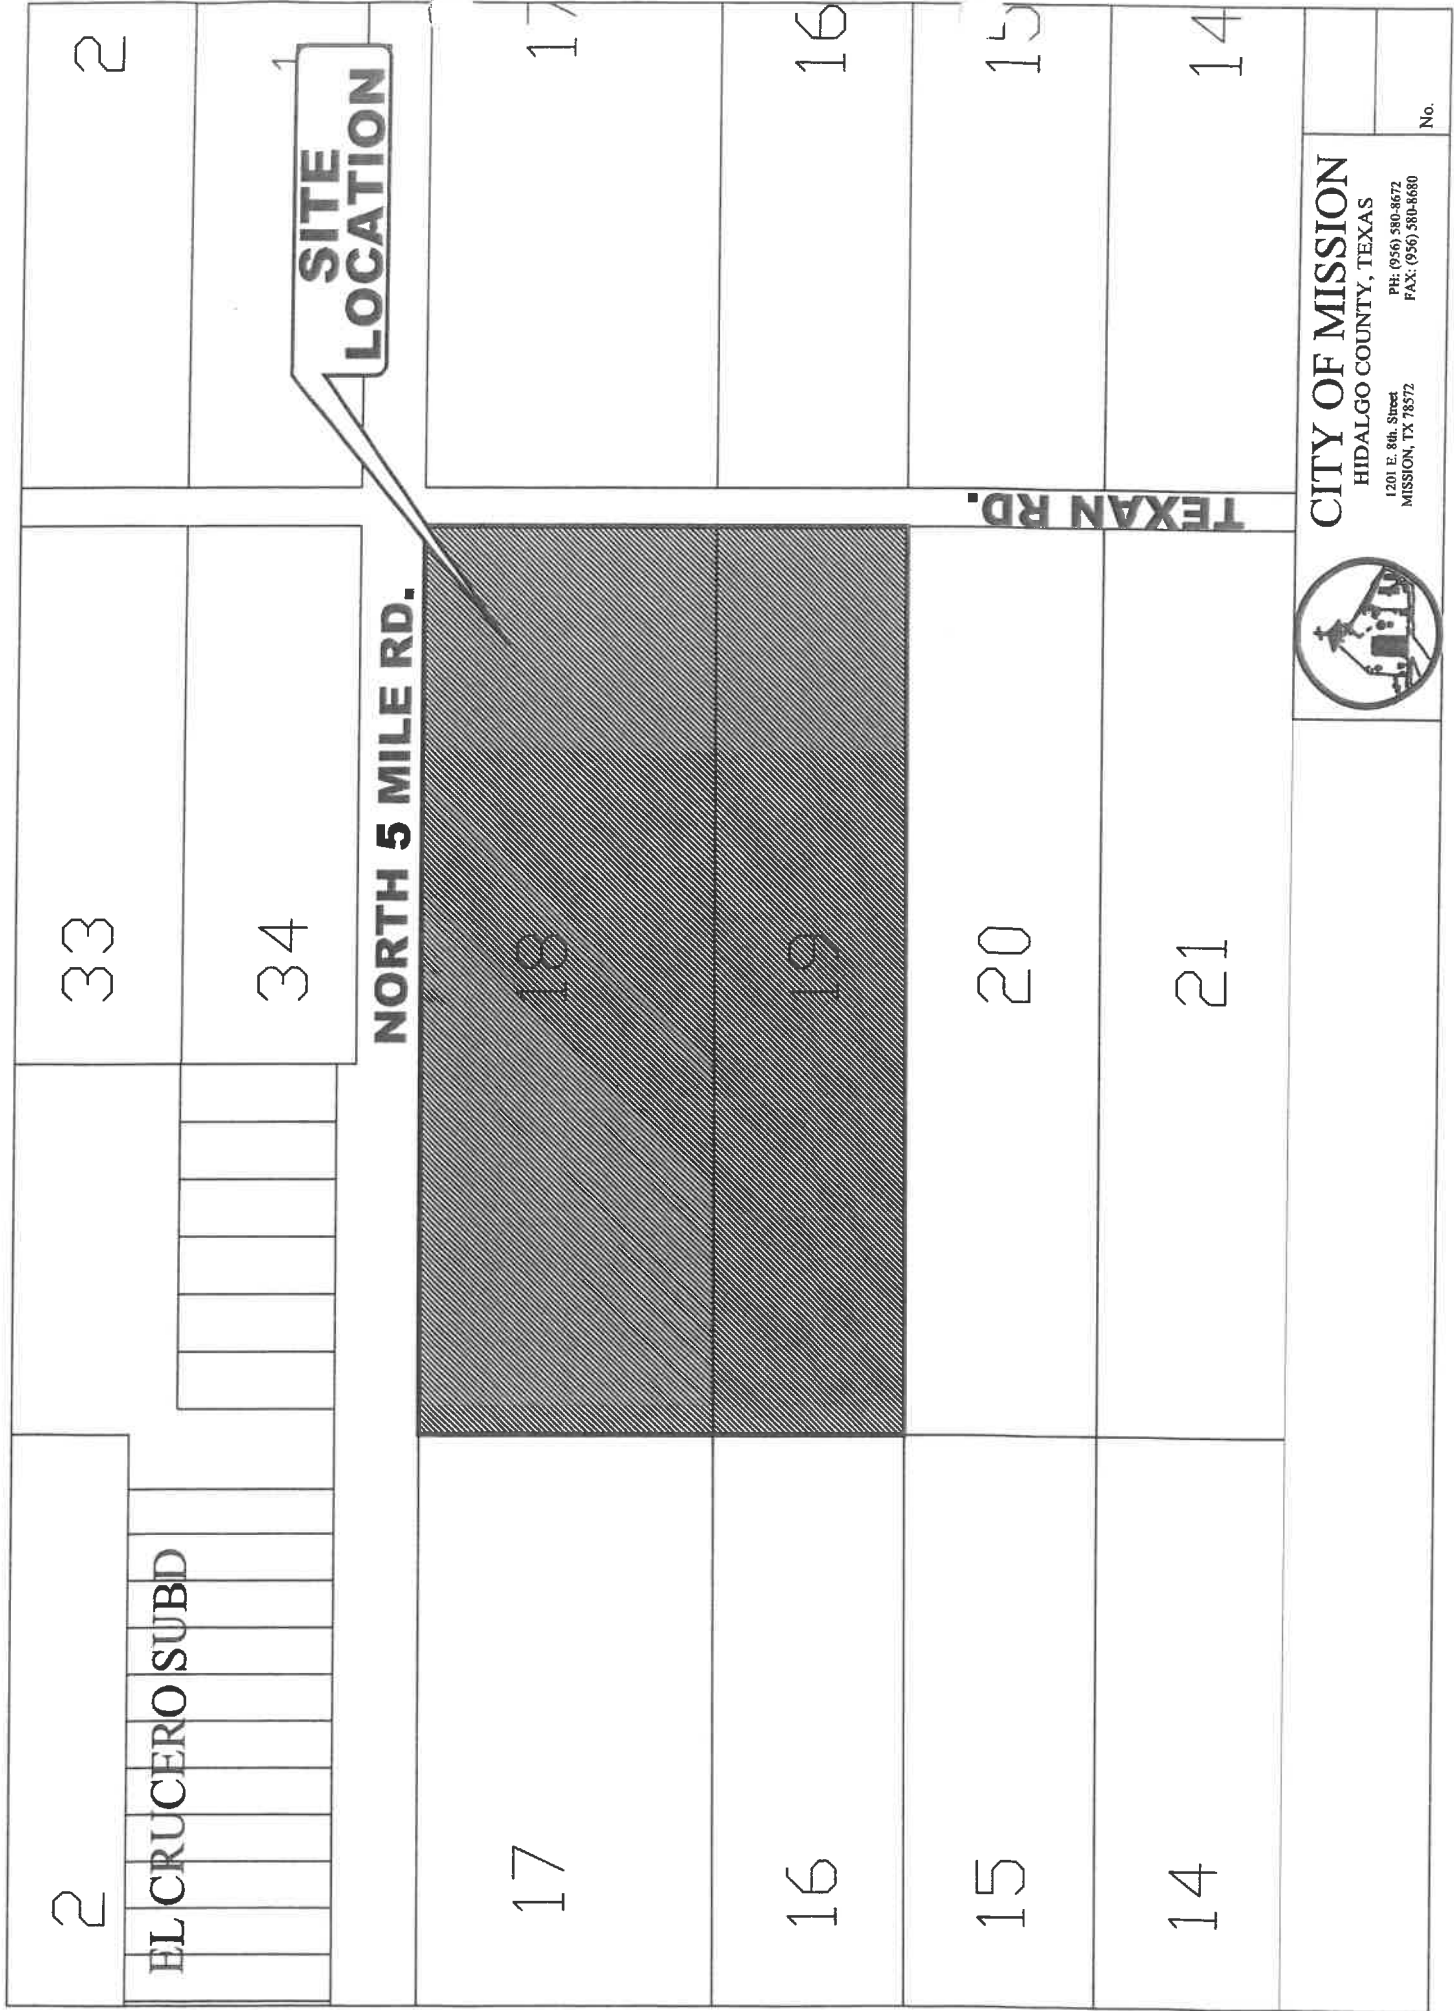 2
33
2
EL CRUCERO SUBD
34
1
SITE
LOCATION
NORTH 5 MILE RD.
17
18
17
16
19
16
15
20
15
TEXAN RD.
14
21
14
CITY OF MISSION
HIDALGO COUNTY, TEXAS
1201 E. 8th. Street
MISSION, TX 78572
PH: (956) 580-8672
FAX: (956) 580-8680
No.